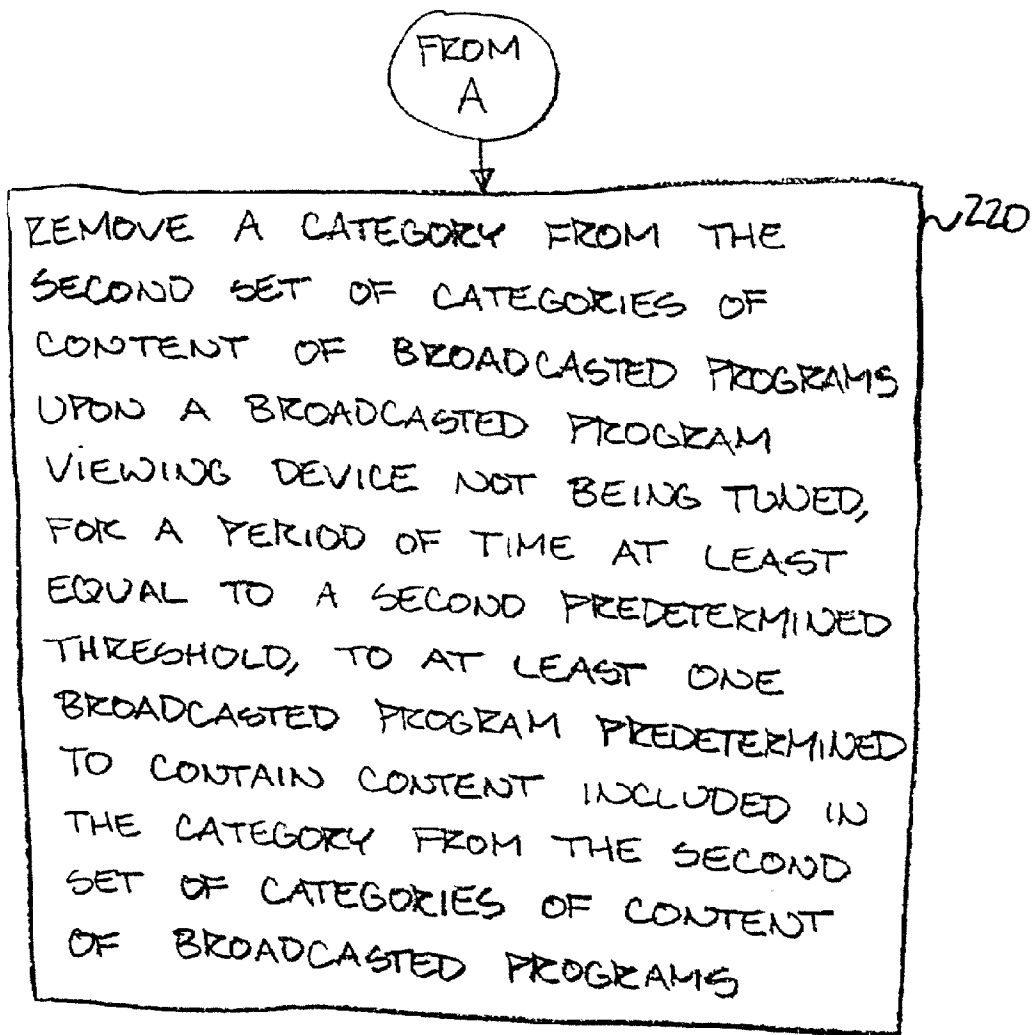 FROM
A
REMOVE A CATEGORY FROM THE
220
SECOND SET OF CATEGORIES OF
CONTENT OF BROADCASTED PROGRAMS
UPON A BROADCASTED PROGRAM
VIEWING DEVICE NOT BEING TUNED,
FOR A PERIOD OF TIME AT LEAST
EQUAL TO A SECOND PREDETERMINED
THRESHOLD, TO AT LEAST ONE
BROADCASTED PROGRAM PREDETERMINED
TO CONTAIN CONTENT INCLUDED IN
THE CATEGORY FROM THE SECOND
SET OF CATEGORIES OF CONTENT
OF BROADCASTED PROGRAMS